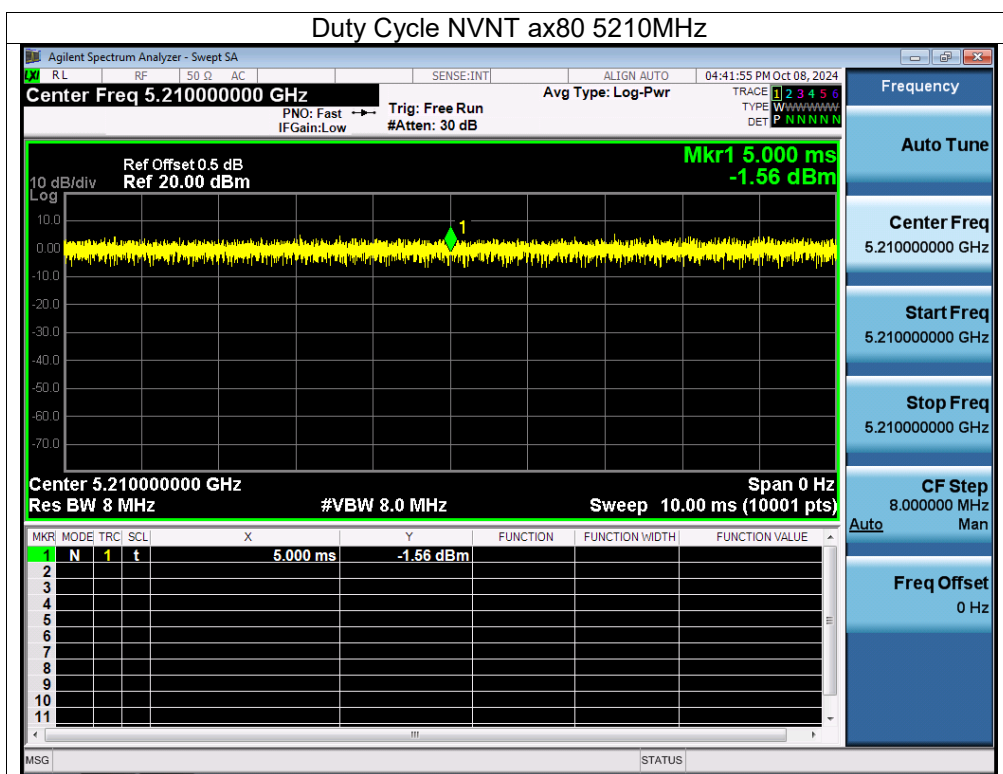 Duty Cycle NVNT ax80 5210MHz
Agilent Spectrum Analyzer - Swept SA
LXI RL RF 50 Ω AC SENSE:INT ALIGN AUTO 04:41:55 PM Oct 08, 2024
Center Freq 5.210000000 GHz
PNO: Fast
IFGain:Low
Trig: Free Run
#Atten: 30 dB
Avg Type: Log-Pwr
TRACE 1 2 3 4 5 6
TYPE WWWWWW
DET P N N N N N
Ref Offset 0.5 dB
10 dB/div Ref 20.00 dBm
Log
Mkr1 5.000 ms
-1.56 dBm
10.0
1
0.00
-10.0
-20.0
-30.0
-40.0
-50.0
-60.0
-70.0
Center 5.210000000 GHz Span 0 Hz
Res BW 8 MHz #VBW 8.0 MHz Sweep 10.00 ms (10001 pts)
MKR MODE TRC SCL X Y FUNCTION FUNCTION WIDTH FUNCTION VALUE
1 N 1 t 5.000 ms -1.56 dBm
2
3
4
5
6
7
8
9
10
11
MSG STATUS
Frequency
Auto Tune
Center Freq
5.210000000 GHz
Start Freq
5.210000000 GHz
Stop Freq
5.210000000 GHz
CF Step
8.000000 MHz
Auto Man
Freq Offset
0 Hz